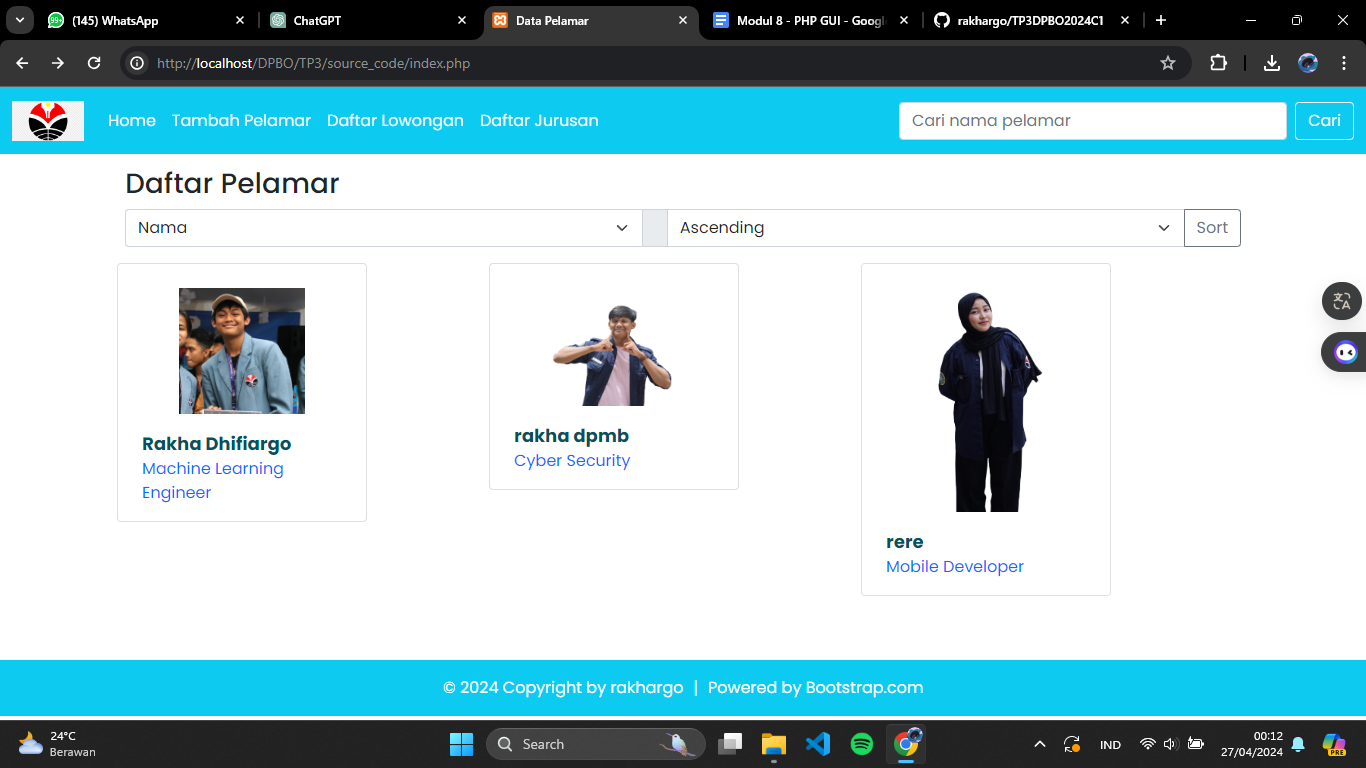 (145) WhatsApp
ChatGPT
Data Pelamar
Modul 8 - PHP GUI - Google
rakhargo/TP3DPBO2024C1
http://localhost/DPBO/TP3/source_code/index.php
Home
Tambah Pelamar
Daftar Lowongan
Daftar Jurusan
Cari nama pelamar
Cari
Daftar Pelamar
Nama
Ascending
Sort
Rakha Dhifiargo
Machine Learning
Engineer
rakha dpmb
Cyber Security
rere
Mobile Developer
© 2024 Copyright by rakhargo | Powered by Bootstrap.com
24°C
Berawan
Search
IND
00:12
27/04/2024
PRE